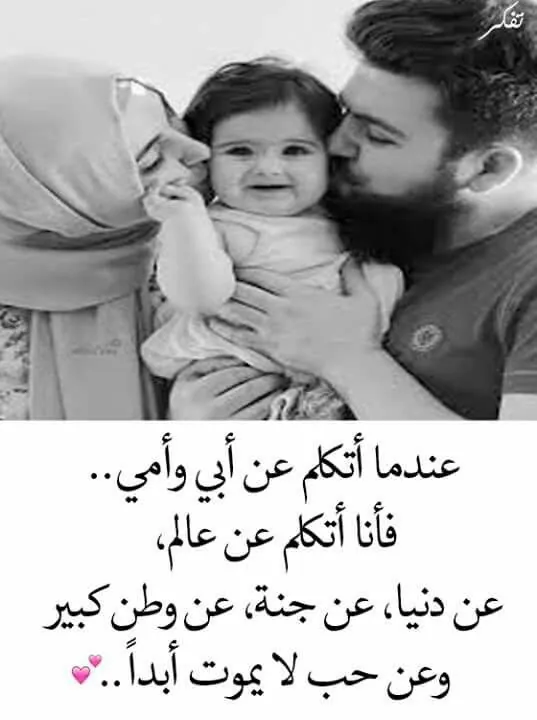 تفكر
عندما أتكلم عن أبي وأمي..
فأنا أتكلم عن عالم،
عن دنيا، عن جنة، عن وطن كبير
وعن حب لا يموت أبداً..💕